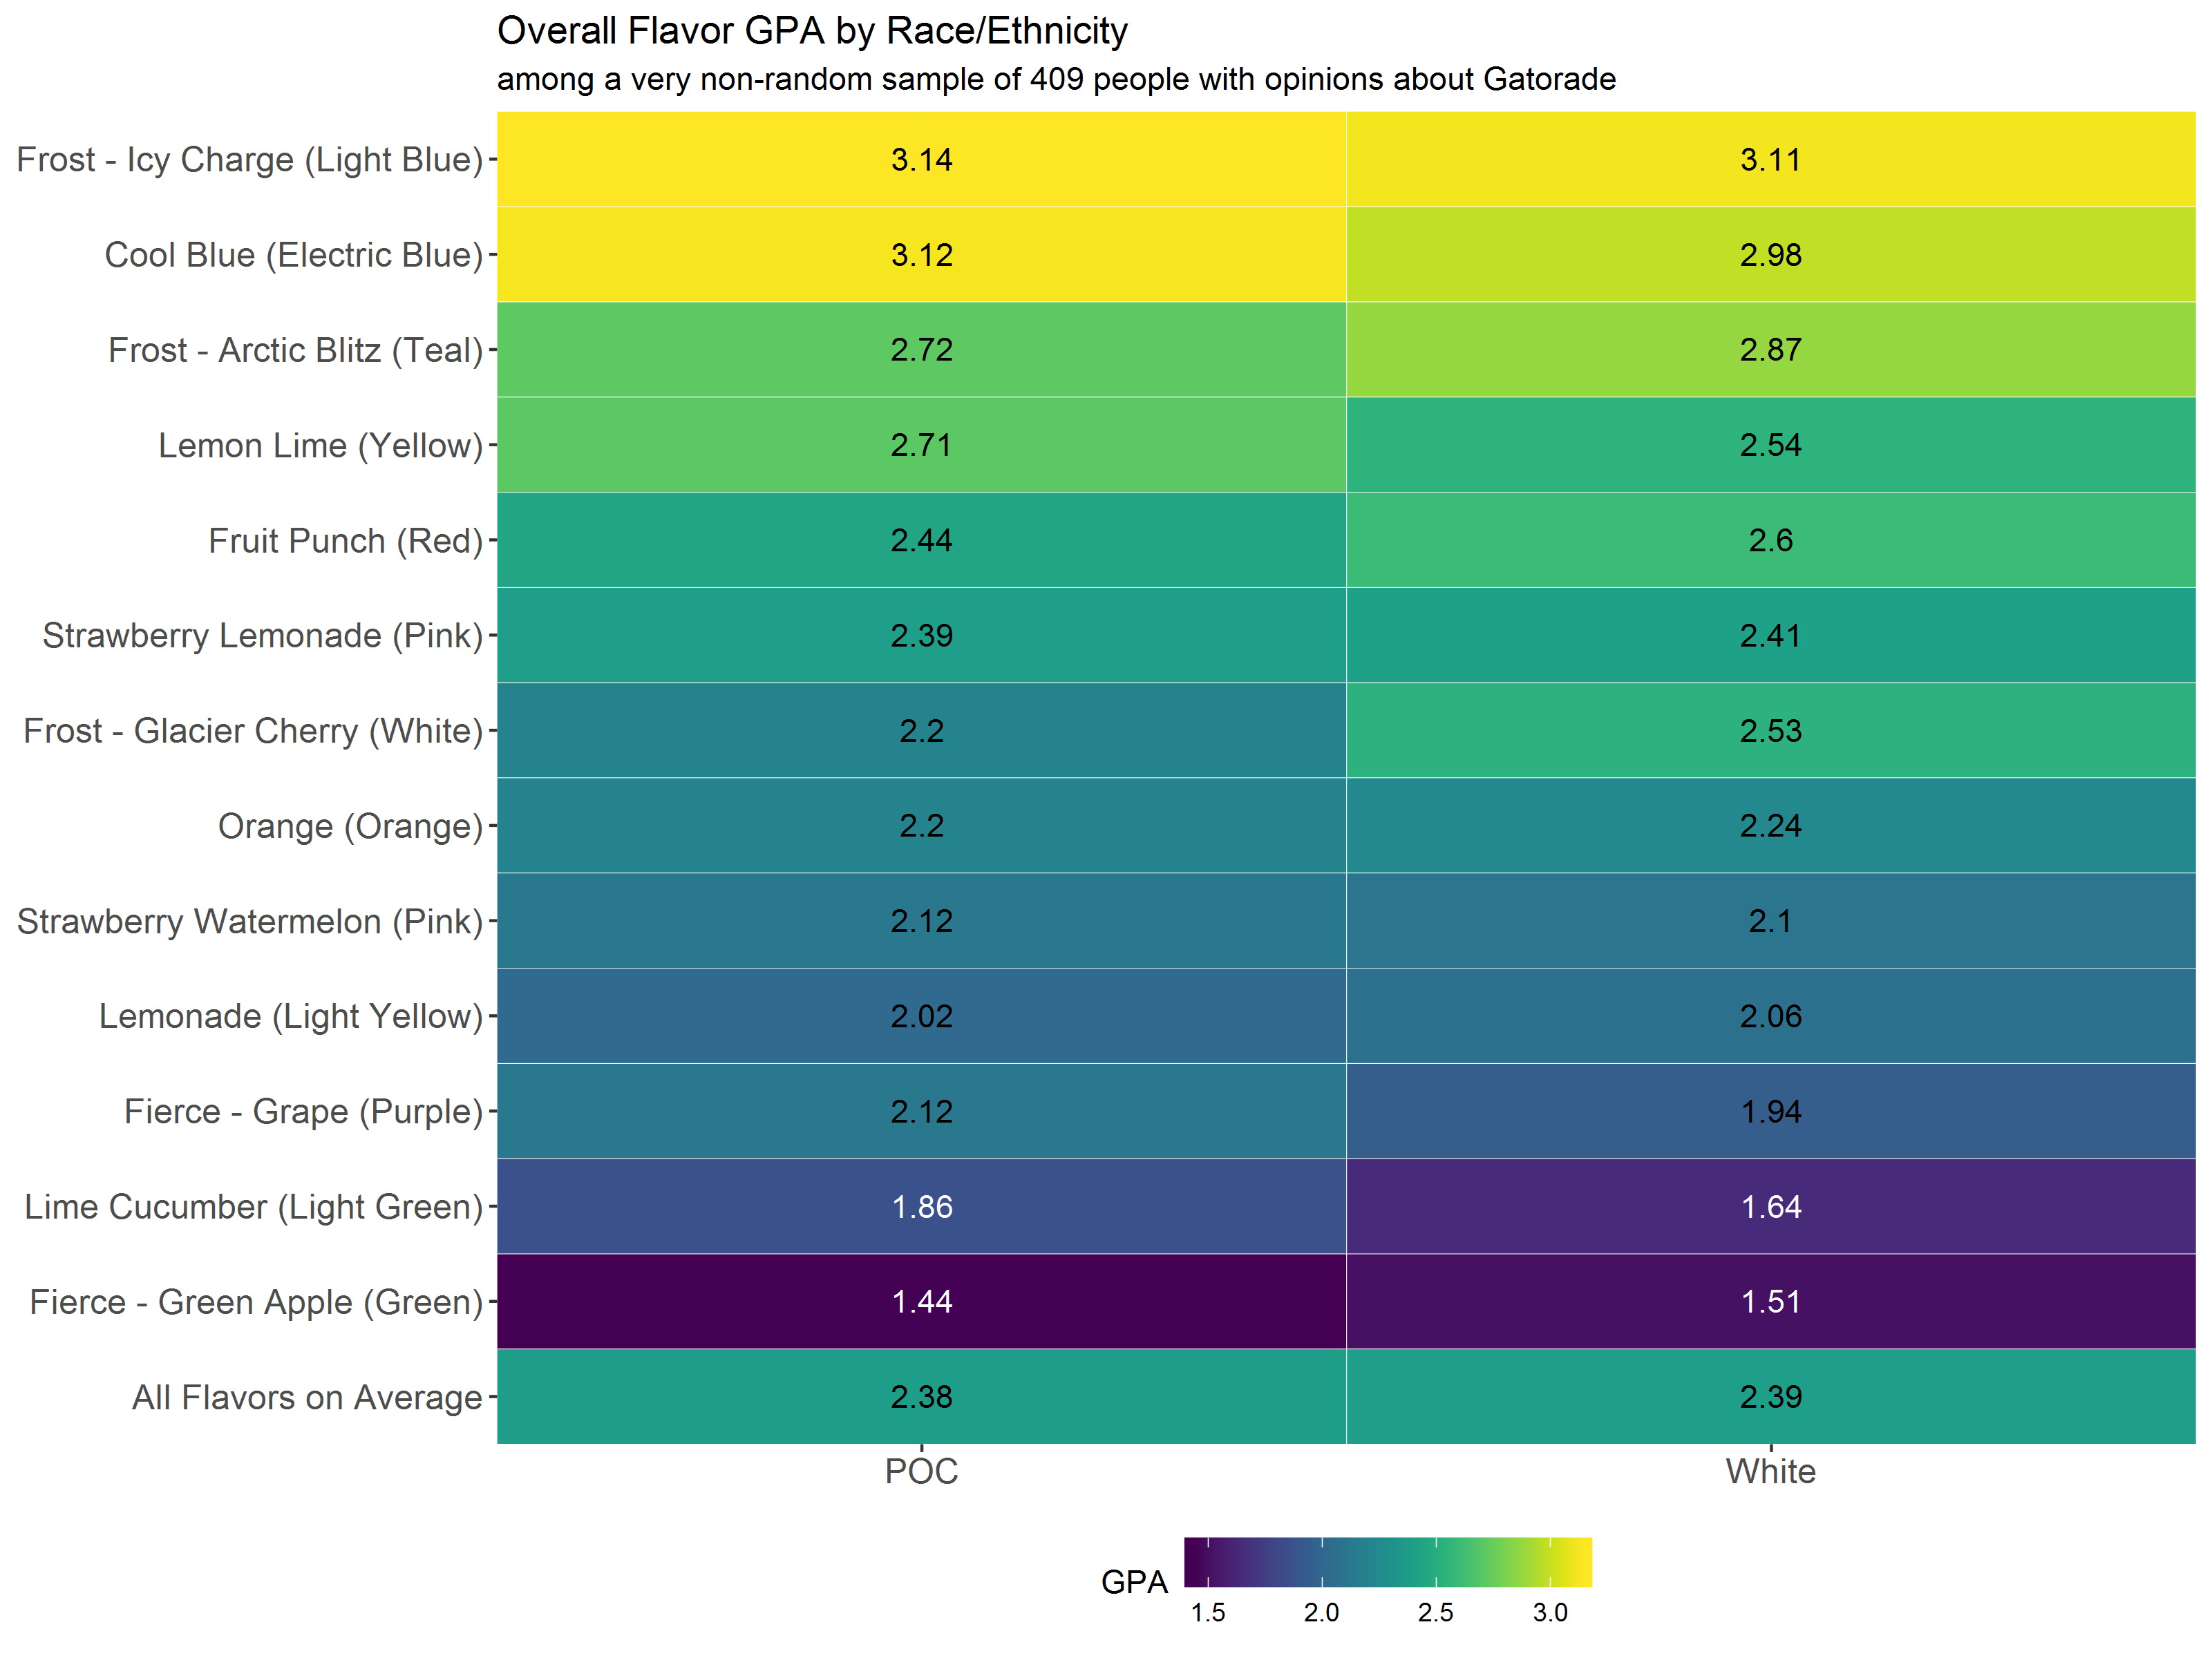 Overall Flavor GPA by Race/Ethnicity
among a very non-random sample of 409 people with opinions about Gatorade
Frost - Icy Charge (Light Blue) 3.14 3.11
Cool Blue (Electric Blue) 3.12 2.98
Frost - Arctic Blitz (Teal) 2.72 2.87
Lemon Lime (Yellow) 2.71 2.54
Fruit Punch (Red) 2.44 2.6
Strawberry Lemonade (Pink) 2.39 2.41
Frost - Glacier Cherry (White) 2.2 2.53
Orange (Orange) 2.2 2.24
Strawberry Watermelon (Pink) 2.12 2.1
Lemonade (Light Yellow) 2.02 2.06
Fierce - Grape (Purple) 2.12 1.94
Lime Cucumber (Light Green) 1.86 1.64
Fierce - Green Apple (Green) 1.44 1.51
All Flavors on Average 2.38 2.39
POC White
GPA
1.5 2.0 2.5 3.0